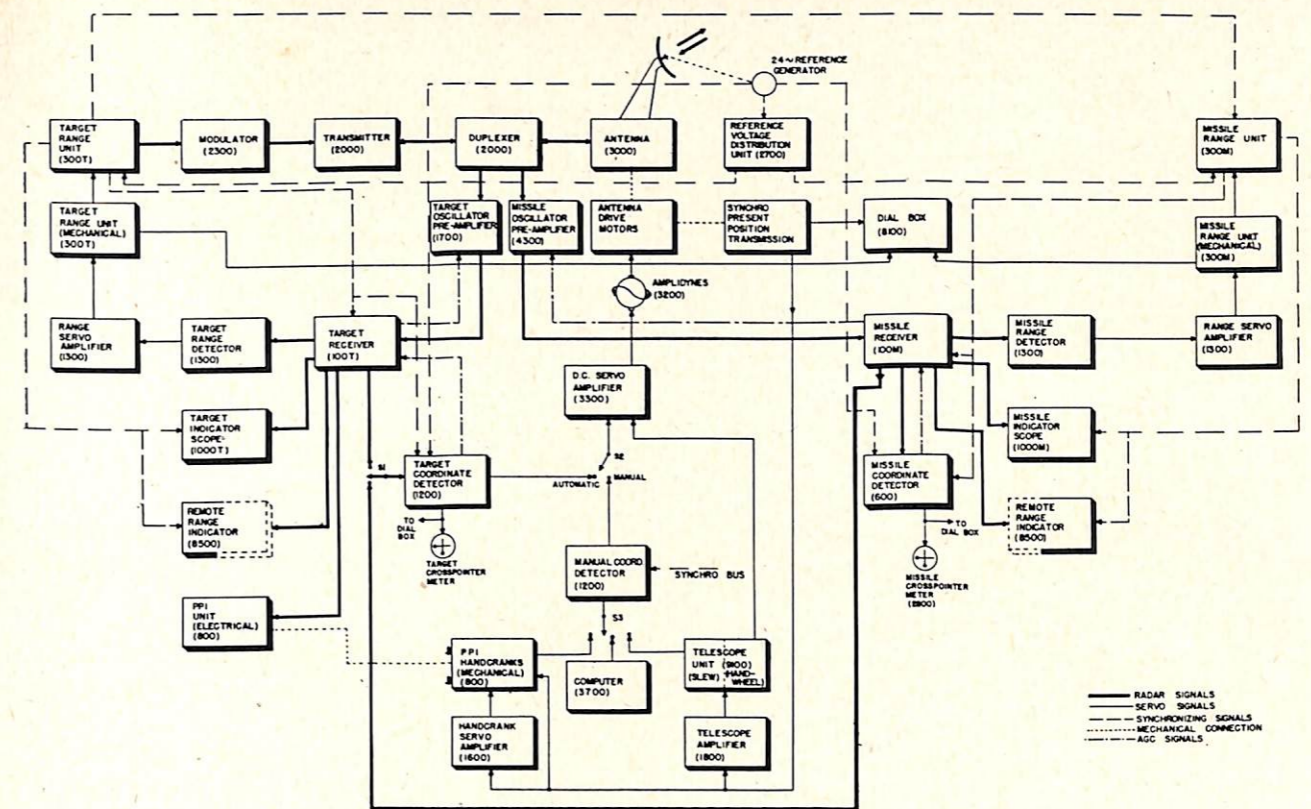 24~REFERENCE
GENERATOR
TARGET
RANGE
UNIT
(300T)
MODULATOR
(2300)
TRANSMITTER
(2000)
DUPLEXER
(2000)
ANTENNA
(3000)
REFERENCE
VOLTAGE
DISTRIBUTION
UNIT (2700)
MISSILE
RANGE UNIT
(300M)
TARGET
RANGE UNIT
(MECHANICAL)
(300T)
TARGET
OSCILLATOR
PRE-AMPLIFIER
(1700)
MISSILE
OSCILLATOR
PRE-AMPLIFIER
(4300)
ANTENNA
DRIVE
MOTORS
SYNCHRO
PRESENT
POSITION
TRANSMISSION
DIAL BOX
(8100)
MISSILE
RANGE UNIT
(MECHANICAL)
(300M)
AMPLIDYNES
(3200)
RANGE
SERVO
AMPLIFIER
(1300)
TARGET
RANGE
DETECTOR
(1300)
TARGET
RECEIVER
(100T)
MISSILE
RECEIVER
(100M)
MISSILE
RANGE
DETECTOR
(1300)
RANGE SERVO
AMPLIFIER
(1300)
D.C. SERVO
AMPLIFIER
(3300)
TARGET
INDICATOR
SCOPE
(1000T)
MISSILE
INDICATOR
SCOPE
(1000M)
S1
TARGET
COORDINATE
DETECTOR
(1200)
S2
AUTOMATIC
MANUAL
MISSILE
COORDINATE
DETECTOR
(600)
REMOTE
RANGE
INDICATOR
(8500)
TO
DIAL
BOX
TARGET
CROSSPOINTER
METER
TO
DIAL BOX
MISSILE
CROSSPOINTER
METER
REMOTE
RANGE
INDICATOR
(8500)
MANUAL COORD.
DETECTOR
(1200)
SYNCHRO BUS
PPI
UNIT
(ELECTRICAL)
(800)
S3
PPI
HANDCRANKS
(MECHANICAL)
(800)
COMPUTER
(3700)
TELESCOPE
UNIT (9100)
(SLEW) (HAND-
WHEEL)
HANDCRANK
SERVO
AMPLIFIER
(1600)
TELESCOPE
AMPLIFIER
(1800)
RADAR SIGNALS
SERVO SIGNALS
SYNCHRONIZING SIGNALS
MECHANICAL CONNECTION
AGC SIGNALS